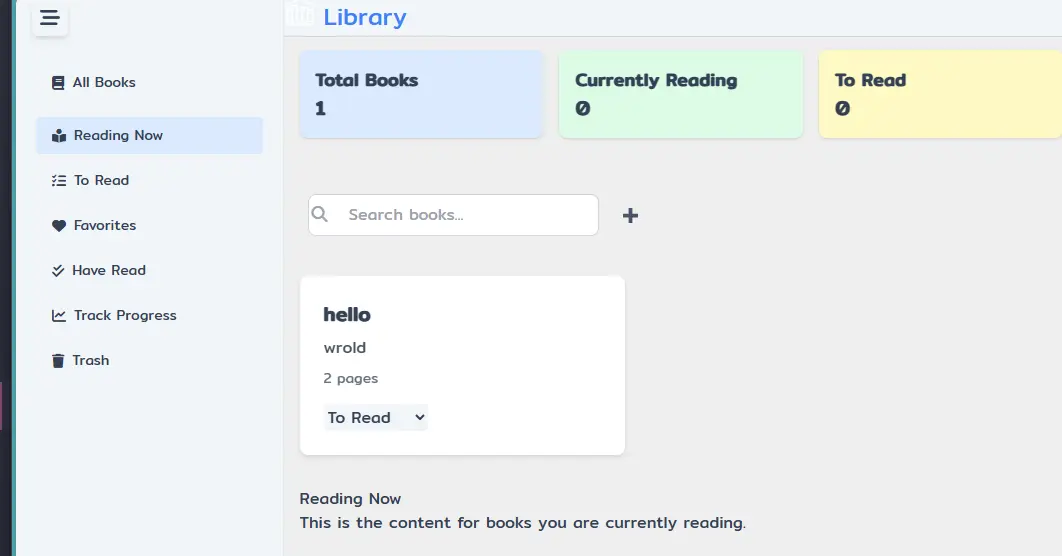 Library
All Books
Reading Now
To Read
Favorites
Have Read
Track Progress
Trash
Total Books
1
Currently Reading
0
To Read
0
Search books...
hello
wrold
2 pages
To Read
Reading Now
This is the content for books you are currently reading.